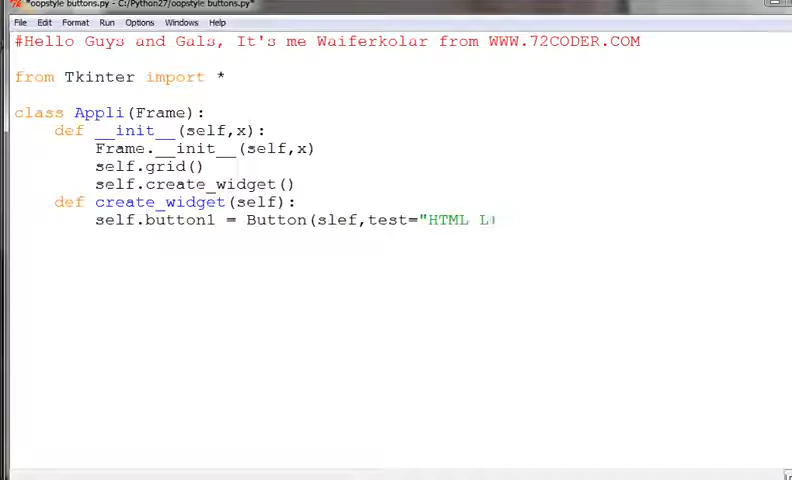 *oopstyle buttons.py - C:/Python27/oopstyle buttons.py*
File Edit Format Run Options Windows Help
#Hello Guys and Gals, It's me Waiferkolar from WWW.72CODER.COM
from Tkinter import *
class Appli(Frame):
def __init__(self,x):
Frame.__init__(self,x)
self.grid()
self.create_widget()
def create_widget(self):
self.button1 = Button(slef,test="HTML L